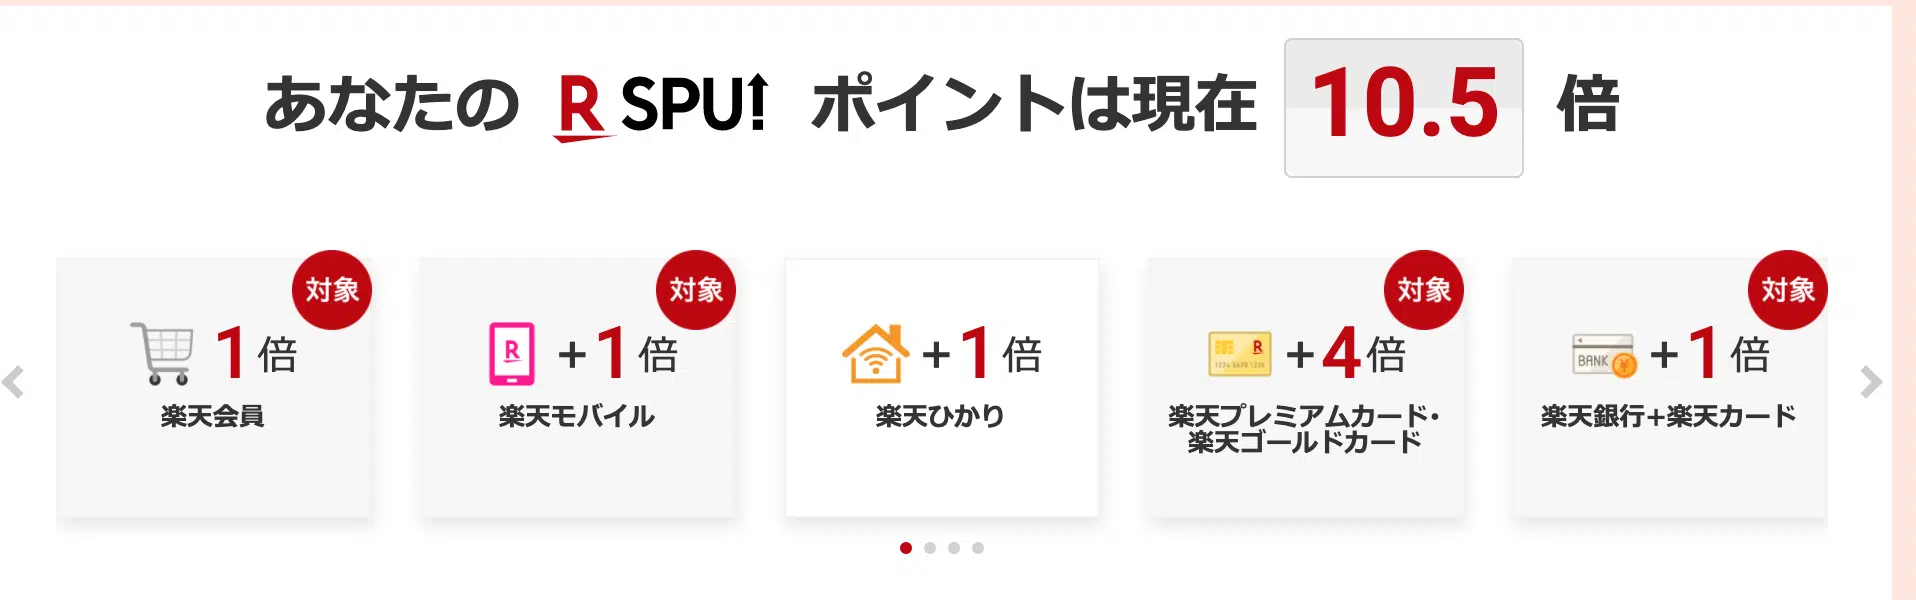 あなたの R SPU! ポイントは現在 10.5 倍
対象
1倍
楽天会員
対象
R
+1倍
楽天モバイル
+1倍
楽天ひかり
対象
R
+4倍
楽天プレミアムカード・
楽天ゴールドカード
対象
BANK ¥
+1倍
楽天銀行+楽天カード